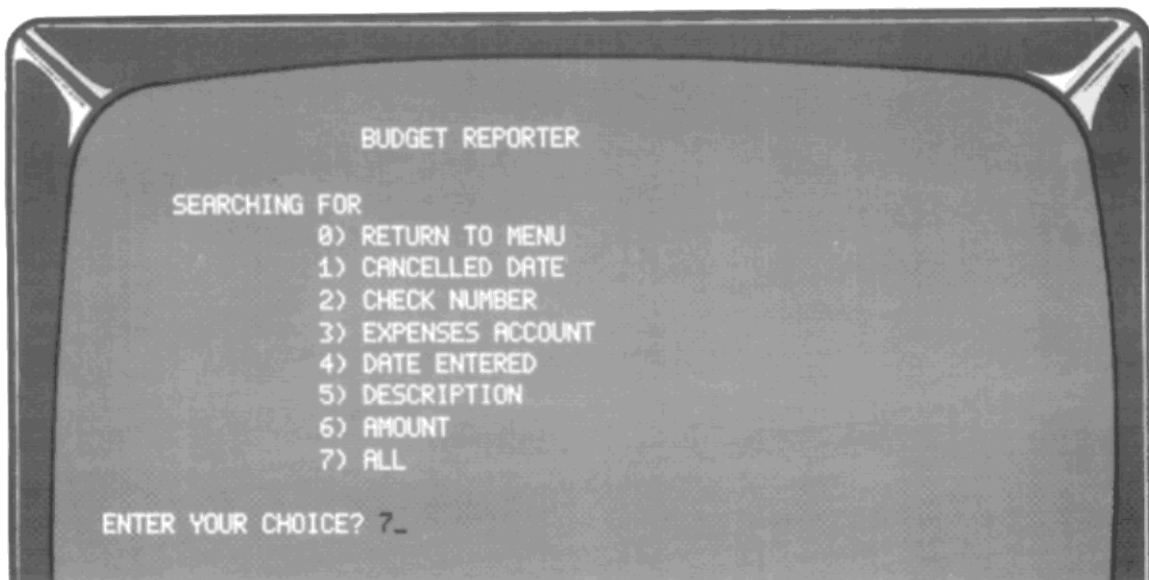 BUDGET REPORTER
SEARCHING FOR
0) RETURN TO MENU
1) CANCELLED DATE
2) CHECK NUMBER
3) EXPENSES ACCOUNT
4) DATE ENTERED
5) DESCRIPTION
6) AMOUNT
7) ALL
ENTER YOUR CHOICE? 7_